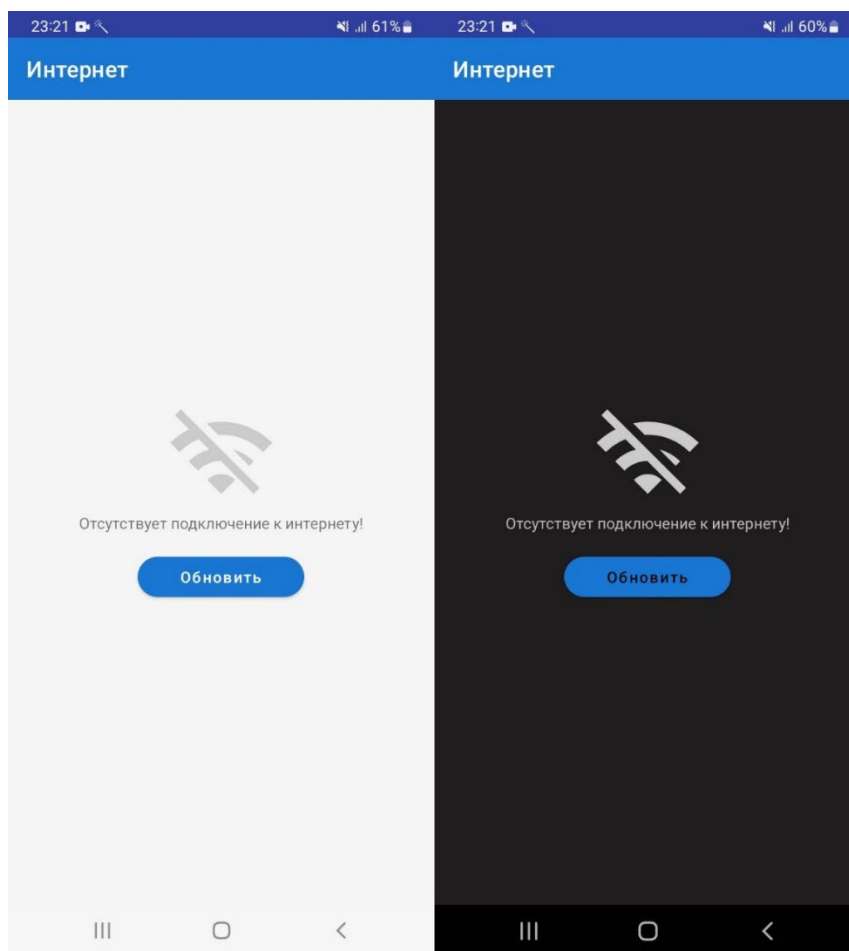 23:21 61%
Интернет
Отсутствует подключение к интернету!
Обновить
23:21 60%
Интернет
Отсутствует подключение к интернету!
Обновить